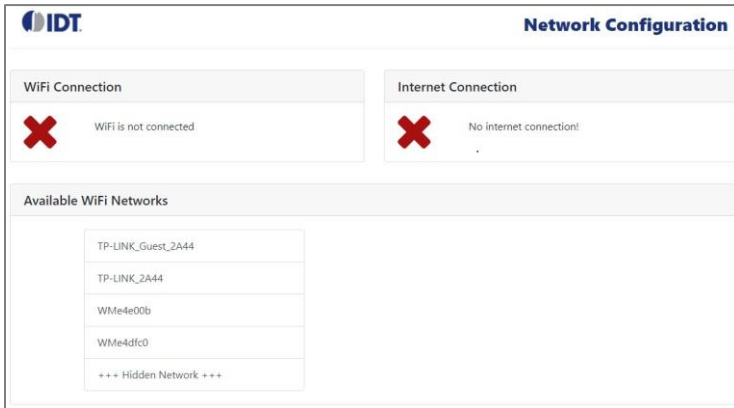 IDT
Network Configuration
WiFi Connection
WiFi is not connected
Internet Connection
No internet connection!
Available WiFi Networks
TP-LINK_Guest_2A44
TP-LINK_2A44
WMe4e00b
WMe4dfc0
+++ Hidden Network +++